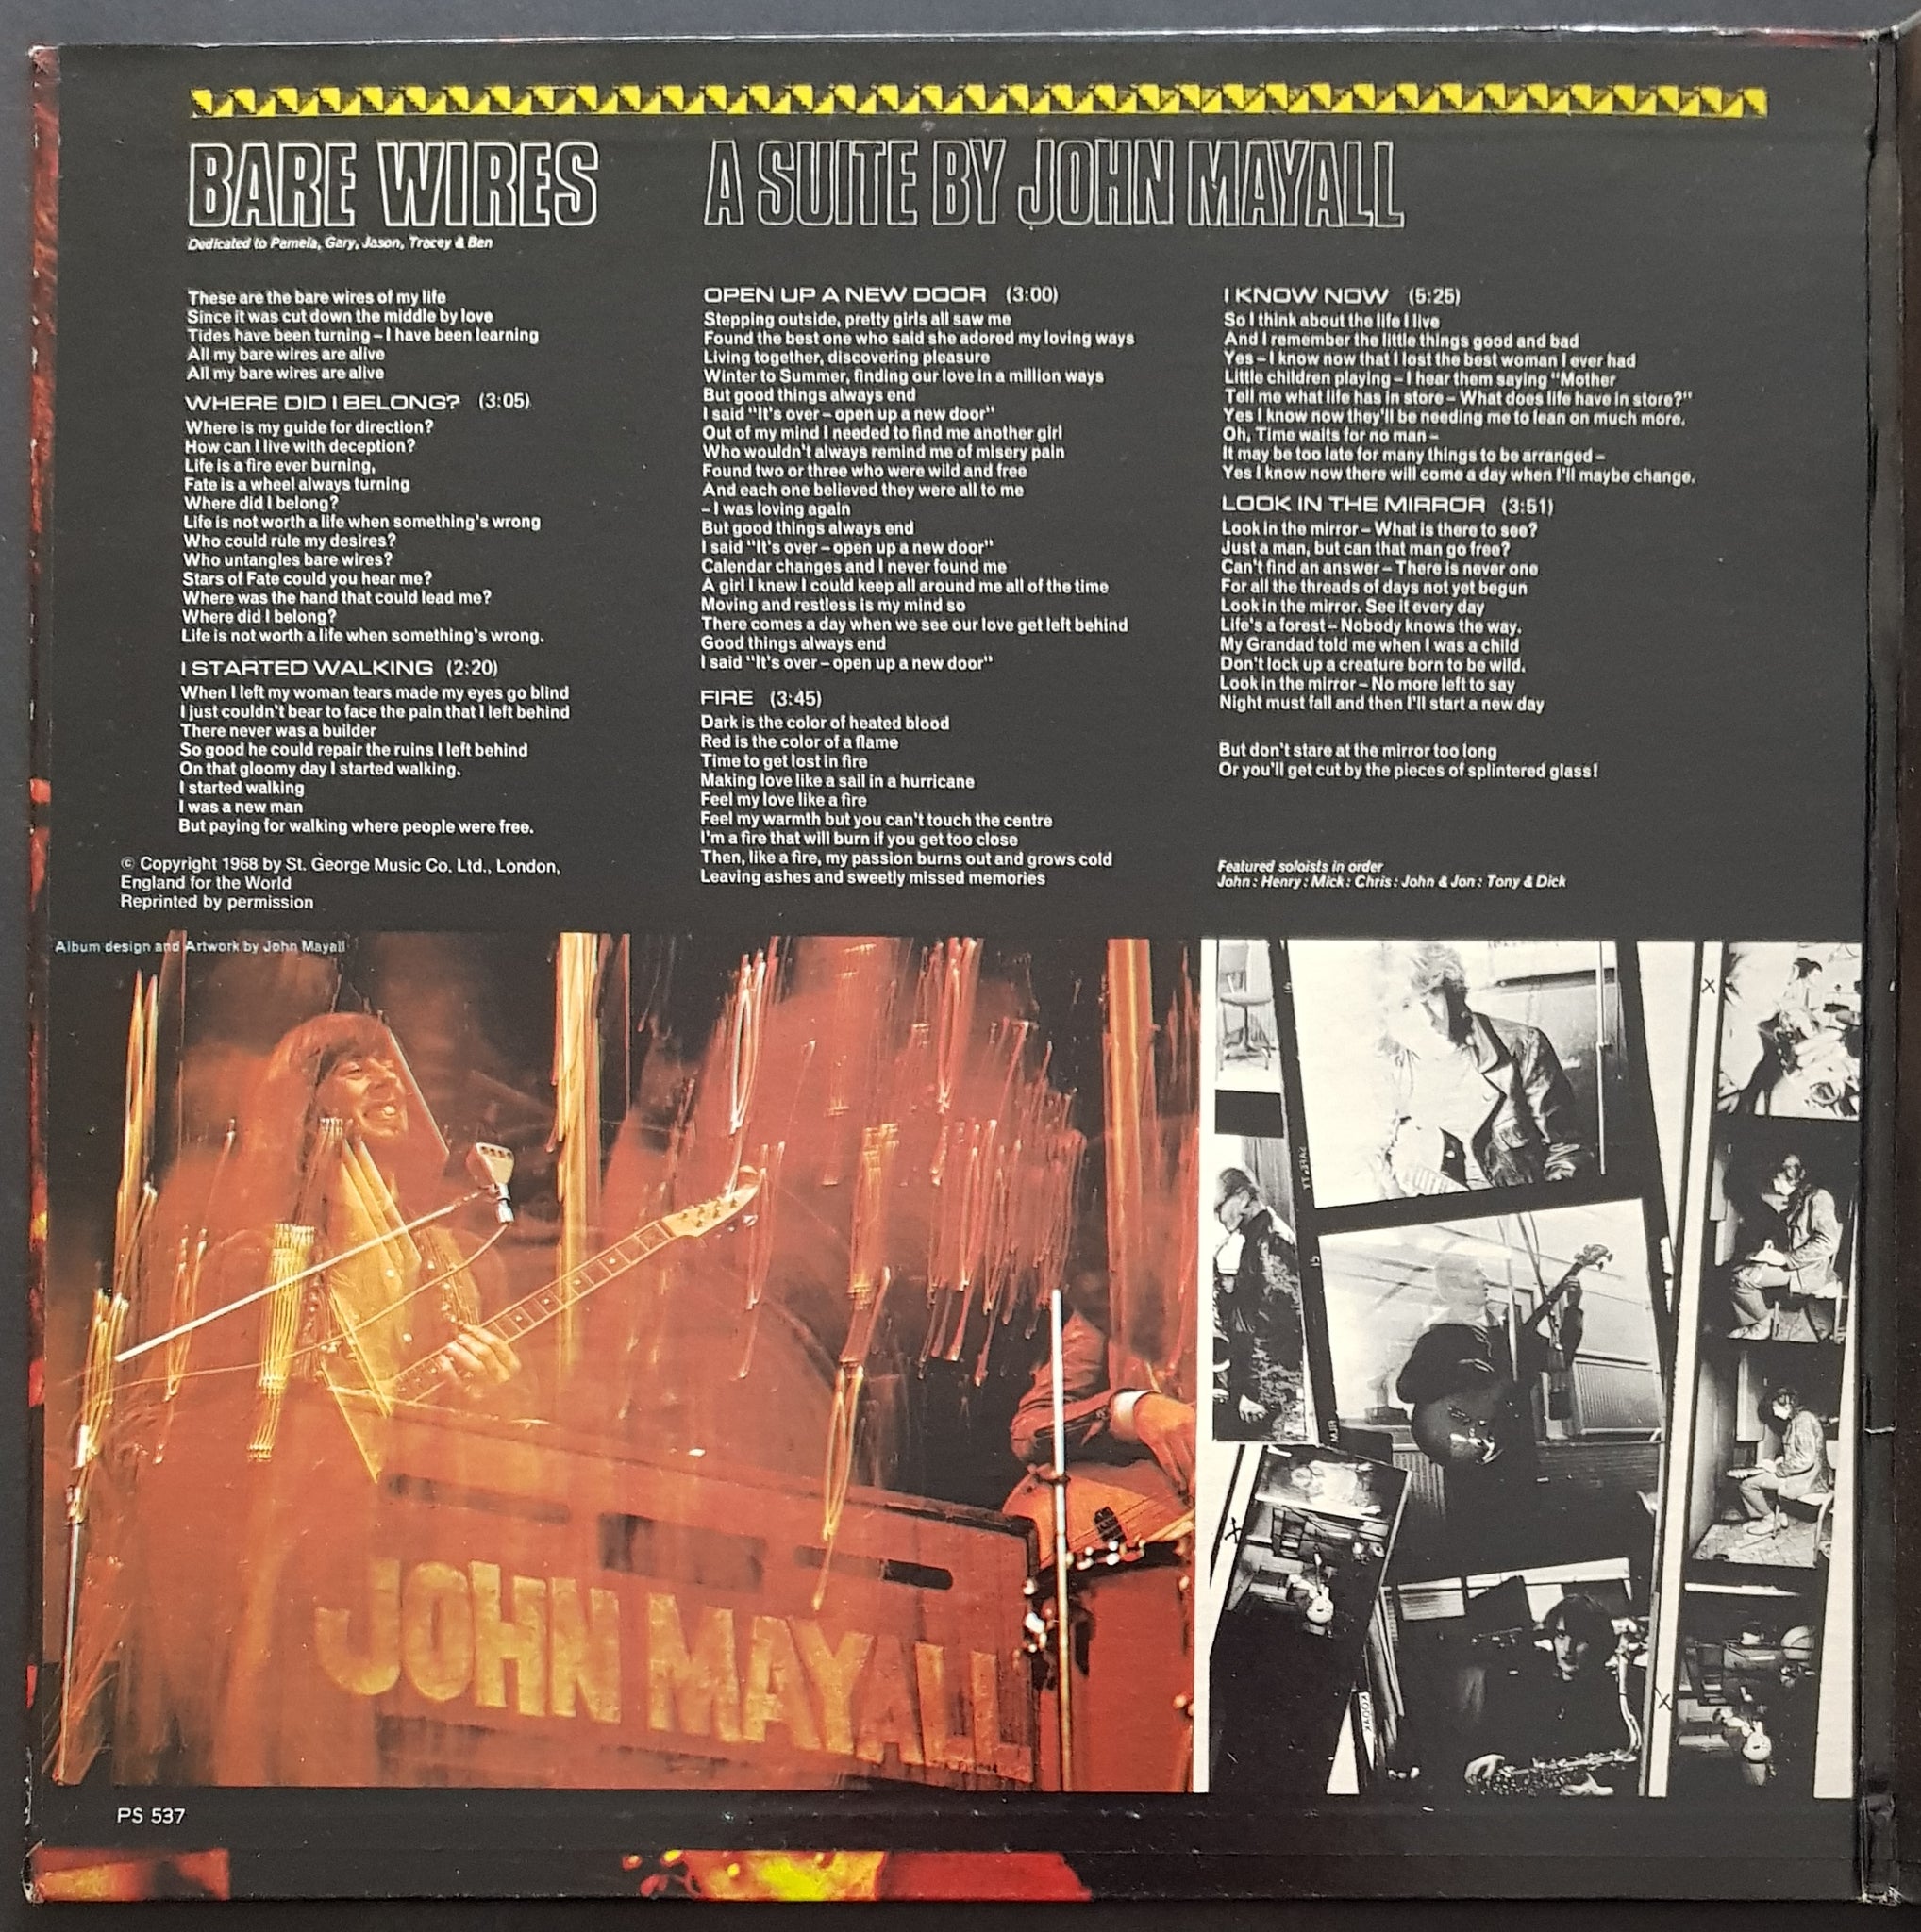 BARE WIRES
A SUITE BY JOHN MAYALL
Dedicated to Pamela, Gary, Jason, Tracey & Ben
These are the bare wires of my life
Since it was cut down the middle by love
Tides have been turning – I have been learning
All my bare wires are alive
All my bare wires are alive
WHERE DID I BELONG? (3:05)
Where is my guide for direction?
How can I live with deception?
Life is a fire ever burning,
Fate is a wheel always turning
Where did I belong?
Life is not worth a life when something's wrong
Who could rule my desires?
Who untangles bare wires?
Stars of Fate could you hear me?
Where was the hand that could lead me?
Where did I belong?
Life is not worth a life when something's wrong.
I STARTED WALKING (2:20)
When I left my woman tears made my eyes go blind
I just couldn't bear to face the pain that I left behind
There never was a builder
So good he could repair the ruins I left behind
On that gloomy day I started walking.
I started walking
I was a new man
But paying for walking where people were free.
© Copyright 1968 by St. George Music Co. Ltd., London,
England for the World
Reprinted by permission
OPEN UP A NEW DOOR (3:00)
Stepping outside, pretty girls all saw me
Found the best one who said she adored my loving ways
Living together, discovering pleasure
Winter to Summer, finding our love in a million ways
But good things always end
I said "It's over – open up a new door"
Out of my mind I needed to find me another girl
Who wouldn't always remind me of misery pain
Found two or three who were wild and free
And each one believed they were all to me
– I was loving again
But good things always end
I said "It's over – open up a new door"
Calendar changes and I never found me
A girl I knew I could keep all around me all of the time
Moving and restless is my mind so
There comes a day when we see our love get left behind
Good things always end
I said "It's over – open up a new door"
FIRE (3:45)
Dark is the color of heated blood
Red is the color of a flame
Time to get lost in fire
Making love like a sail in a hurricane
Feel my love like a fire
Feel my warmth but you can't touch the centre
I'm a fire that will burn if you get too close
Then, like a fire, my passion burns out and grows cold
Leaving ashes and sweetly missed memories
I KNOW NOW (5:25)
So I think about the life I live
And I remember the little things good and bad
Yes – I know now that I lost the best woman I ever had
Little children playing – I hear them saying "Mother
Tell me what life has in store – What does life have in store?"
Yes I know now they'll be needing me to lean on much more.
Oh, Time waits for no man –
It may be too late for many things to be arranged –
Yes I know now there will come a day when I'll maybe change.
LOOK IN THE MIRROR (3:51)
Look in the mirror – What is there to see?
Just a man, but can that man go free?
Can't find an answer – There is never one
For all the threads of days not yet begun
Look in the mirror. See it every day
Life's a forest – Nobody knows the way.
My Grandad told me when I was a child
Don't lock up a creature born to be wild.
Look in the mirror – No more left to say
Night must fall and then I'll start a new day
But don't stare at the mirror too long
Or you'll get cut by the pieces of splintered glass!
Featured soloists in order
John : Henry : Mick : Chris : John & Jon : Tony & Dick
Album design and Artwork by John Mayall
JOHN MAYALL
KODAK
PS 537